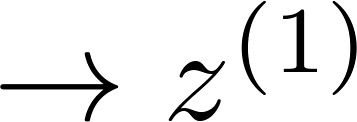 → z^{(1)}